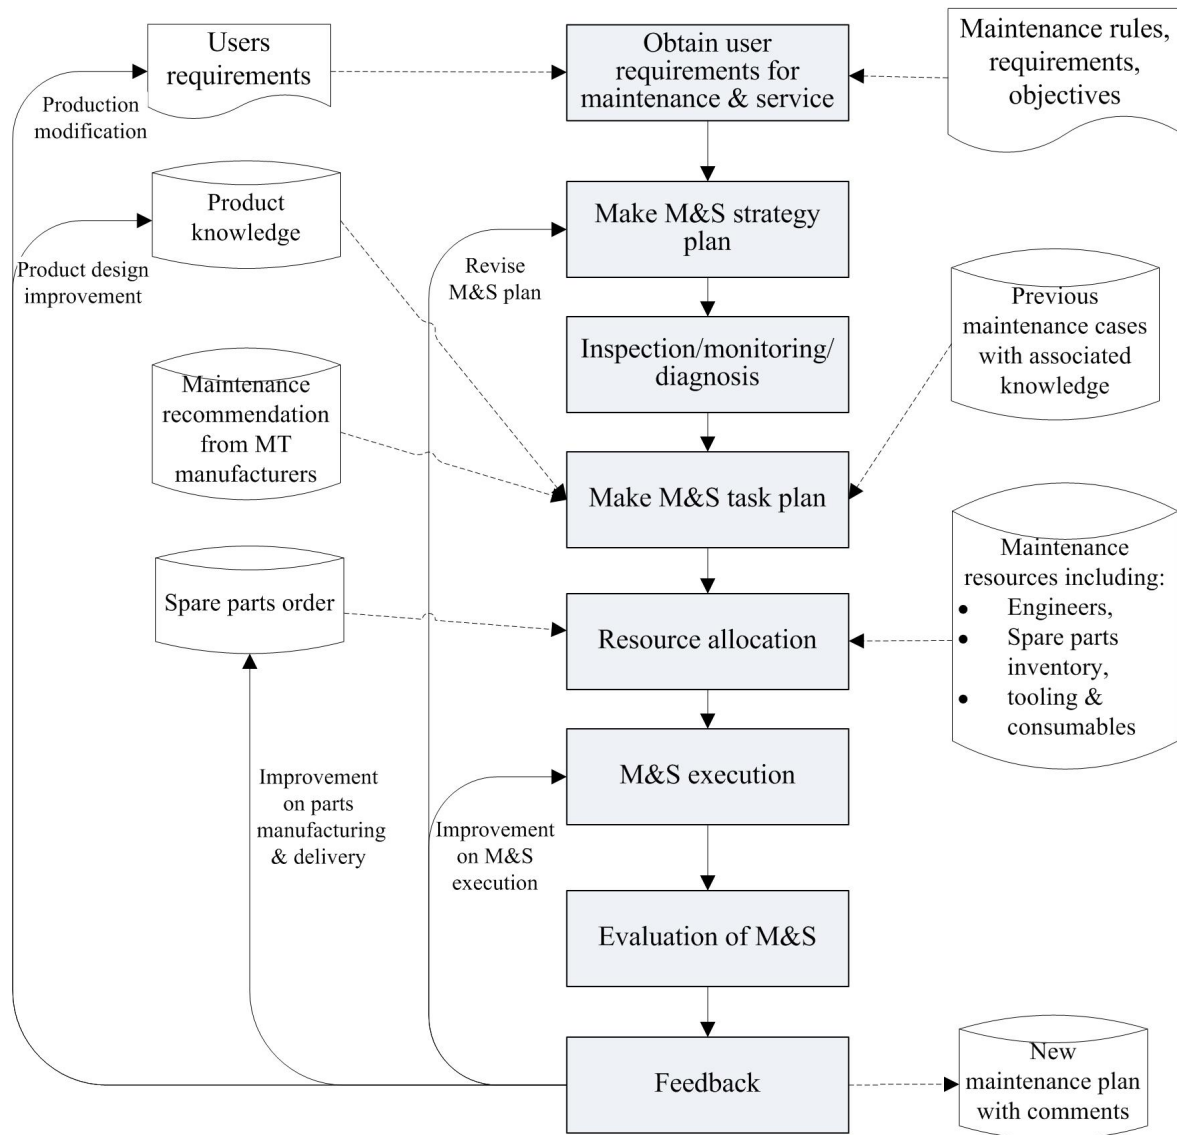 Users
requirements
Obtain user
requirements for
maintenance & service
Maintenance rules,
requirements,
objectives
Production
modification
Product
knowledge
Make M&S strategy
plan
Product design
improvement
Revise
M&S plan
Previous
maintenance cases
with associated
knowledge
Inspection/monitoring/
diagnosis
Maintenance
recommendation
from MT
manufacturers
Make M&S task plan
Maintenance
resources including:
● Engineers,
● Spare parts
inventory,
● tooling &
consumables
Spare parts order
Resource allocation
M&S execution
Improvement
on parts
manufacturing
& delivery
Improvement
on M&S
execution
Evaluation of M&S
Feedback
New
maintenance plan
with comments